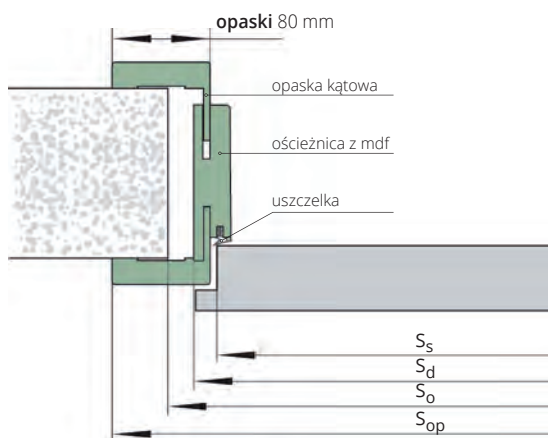 opaski 80 mm
opaska kątowa
ościeżnica z mdf
uszczelka
Ss
Sd
So
Sop